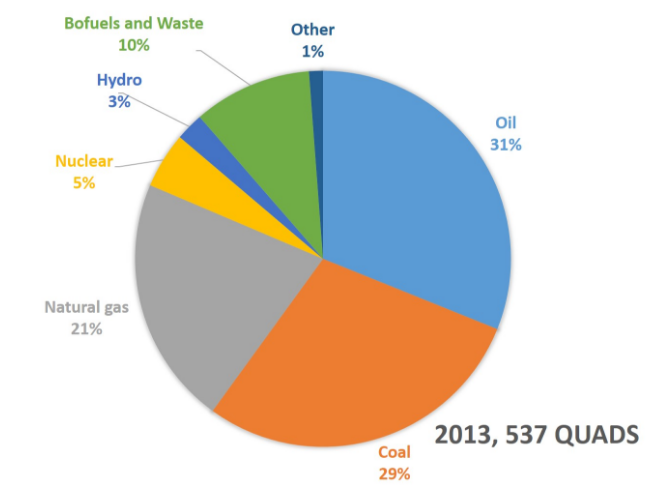 Bofuels and Waste
10%
Other
1%
Hydro
3%
Oil
31%
Nuclear
5%
Natural gas
21%
2013, 537 QUADS
Coal
29%